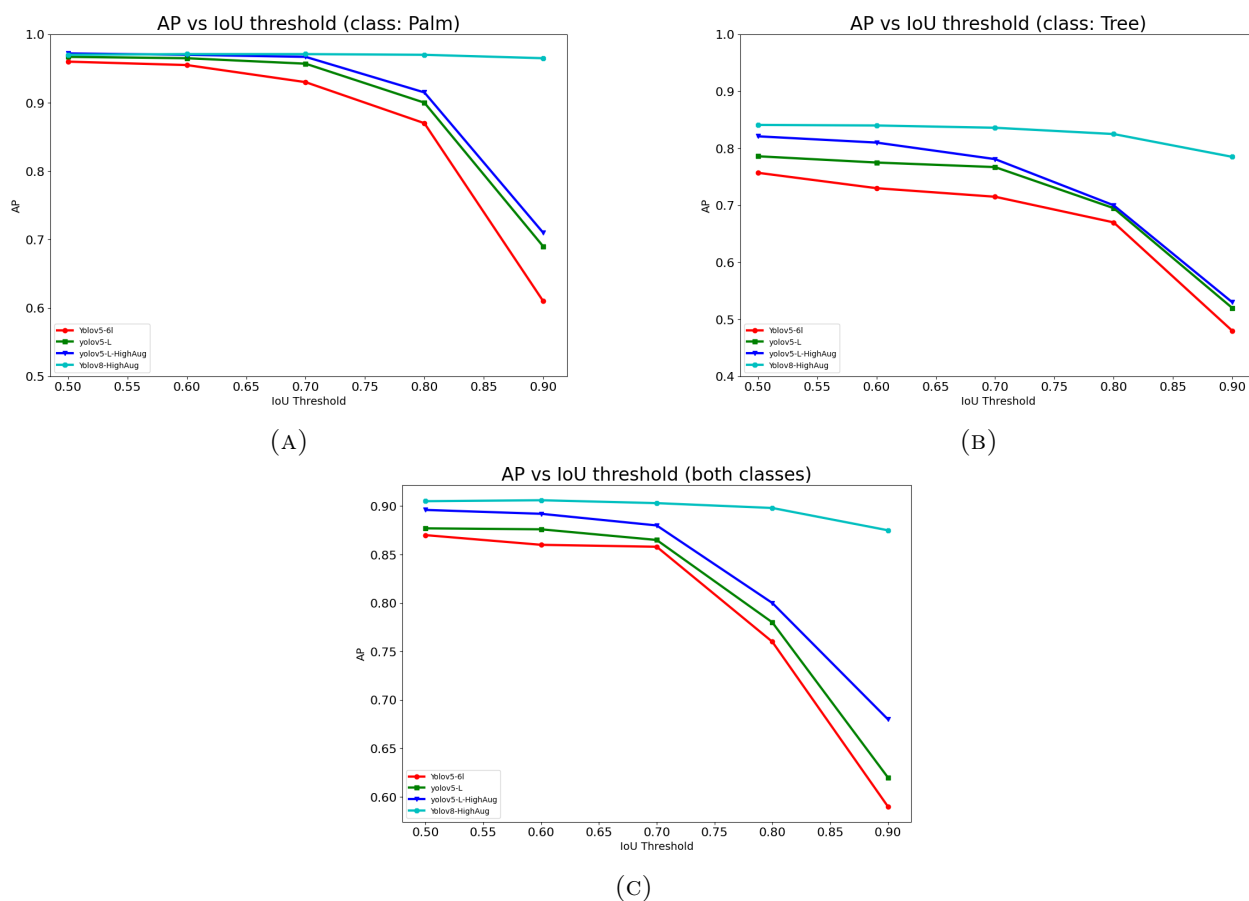 AP vs IoU threshold (class: Palm)
1.0
0.9
0.8
0.7
0.6
0.5
AP
Yolov5-6l
yolov5-L
yolov5-L-HighAug
Yolov8-HighAug
0.50 0.55 0.60 0.65 0.70 0.75 0.80 0.85 0.90
IoU Threshold
(A)
AP vs IoU threshold (class: Tree)
1.0
0.9
0.8
0.7
0.6
0.5
0.4
AP
Yolov5-6l
yolov5-L
yolov5-L-HighAug
Yolov8-HighAug
0.50 0.55 0.60 0.65 0.70 0.75 0.80 0.85 0.90
IoU Threshold
(B)
AP vs IoU threshold (both classes)
0.90
0.85
0.80
0.75
0.70
0.65
0.60
AP
Yolov5-6l
yolov5-L
yolov5-L-HighAug
Yolov8-HighAug
0.50 0.55 0.60 0.65 0.70 0.75 0.80 0.85 0.90
IoU Threshold
(C)